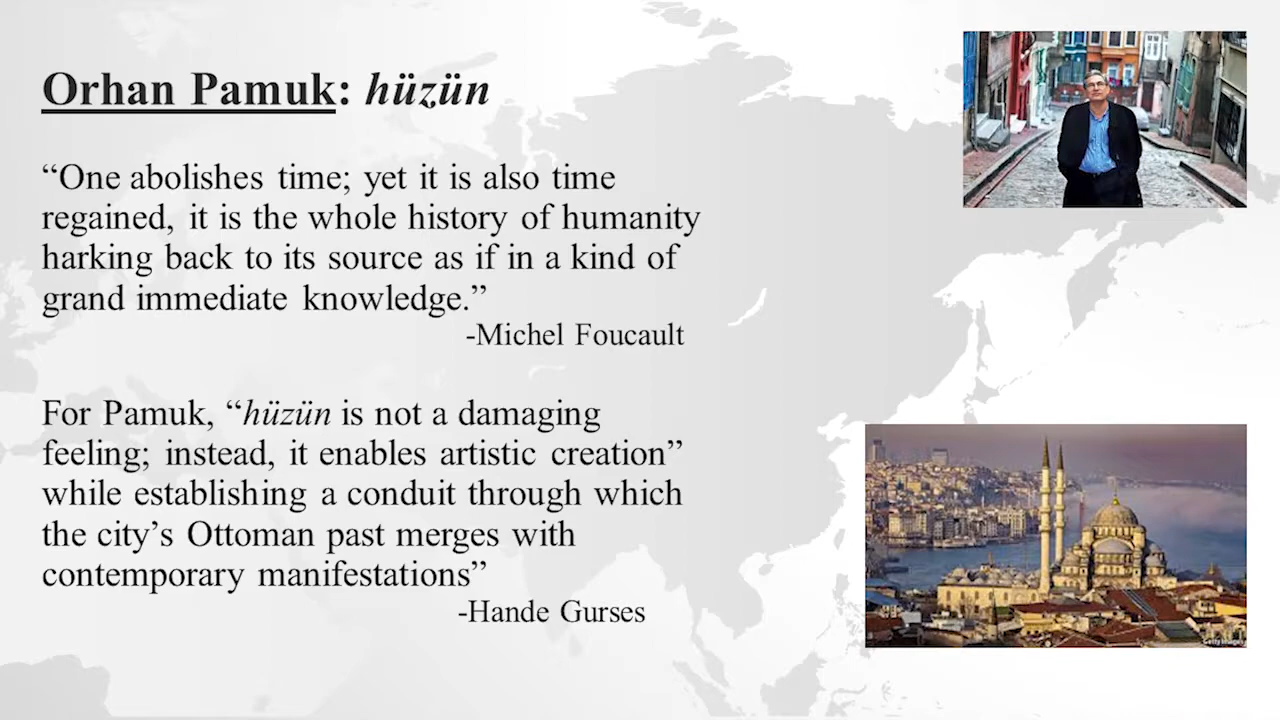 Orhan Pamuk: hüzün
“One abolishes time; yet it is also time
regained, it is the whole history of humanity
harking back to its source as if in a kind of
grand immediate knowledge.”
-Michel Foucault
For Pamuk, “hüzün is not a damaging
feeling; instead, it enables artistic creation”
while establishing a conduit through which
the city’s Ottoman past merges with
contemporary manifestations”
-Hande Gurses
Getty Images